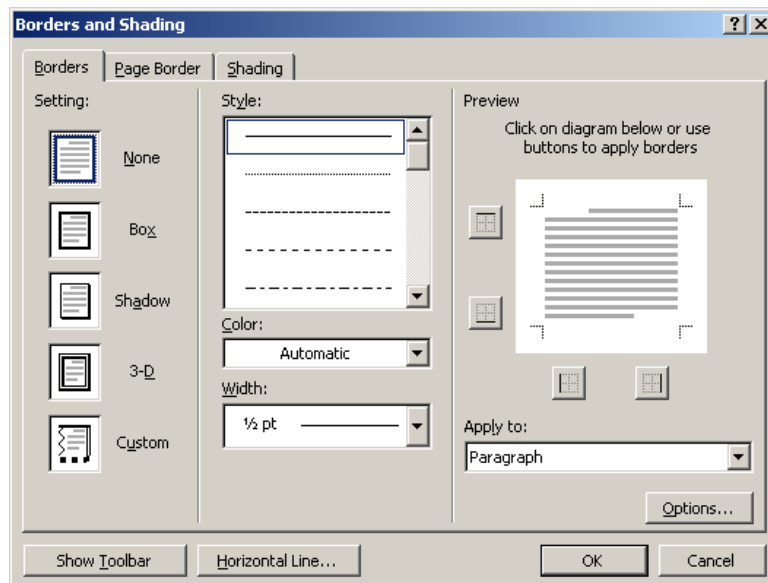 Borders and Shading
Borders
Page Border
Shading
Setting:
None
Box
Shadow
3-D
Custom
Style:
Color:
Automatic
Width:
½ pt
Preview
Click on diagram below or use
buttons to apply borders
Apply to:
Paragraph
Options...
Show Toolbar
Horizontal Line...
OK
Cancel